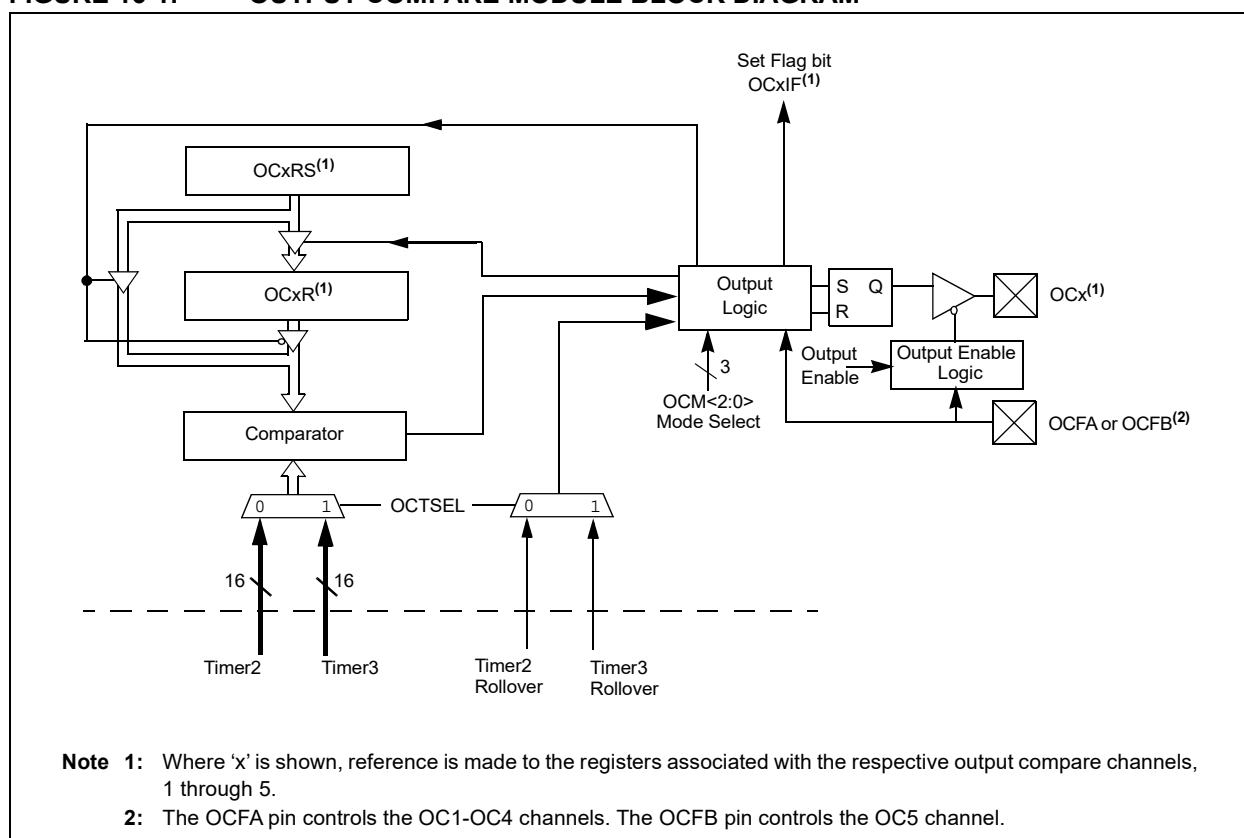 Set Flag bit
OCxIF(1)
OCxRS(1)
OCxR(1)
Output
Logic
S Q
R
OCx(1)
3
Output
Enable
Output Enable
Logic
OCM<2:0>
Mode Select
Comparator
OCFA or OCFB(2)
0 1
OCTSEL
0 1
16
16
Timer2
Timer3
Timer2
Rollover
Timer3
Rollover
Note 1: Where 'x' is shown, reference is made to the registers associated with the respective output compare channels,
1 through 5.
2: The OCFA pin controls the OC1-OC4 channels. The OCFB pin controls the OC5 channel.